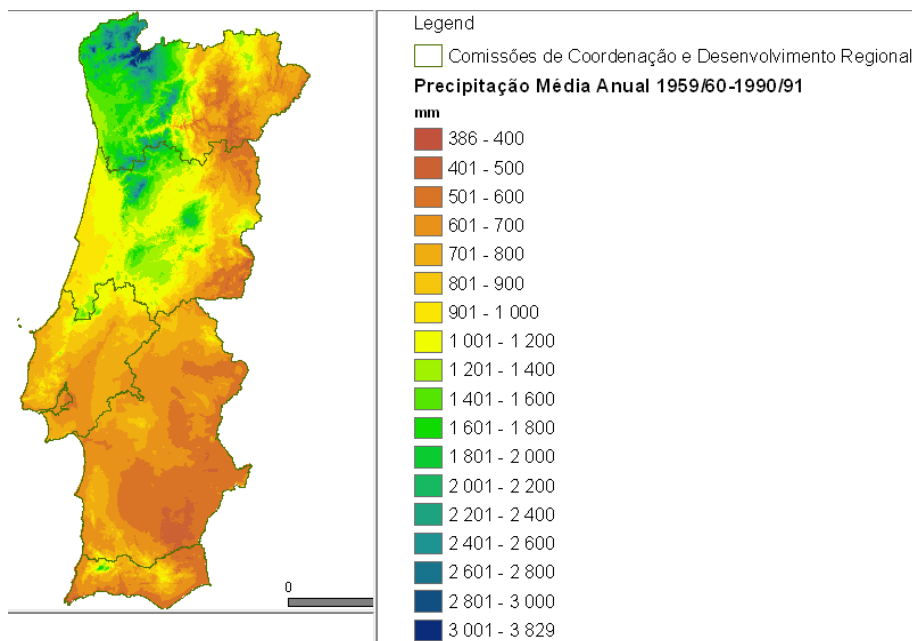 Legend
Comissões de Coordenação e Desenvolvimento Regional
Precipitação Média Anual 1959/60-1990/91
mm
386 - 400
401 - 500
501 - 600
601 - 700
701 - 800
801 - 900
901 - 1 000
1 001 - 1 200
1 201 - 1 400
1 401 - 1 600
1 601 - 1 800
1 801 - 2 000
2 001 - 2 200
2 201 - 2 400
2 401 - 2 600
2 601 - 2 800
2 801 - 3 000
3 001 - 3 829
0